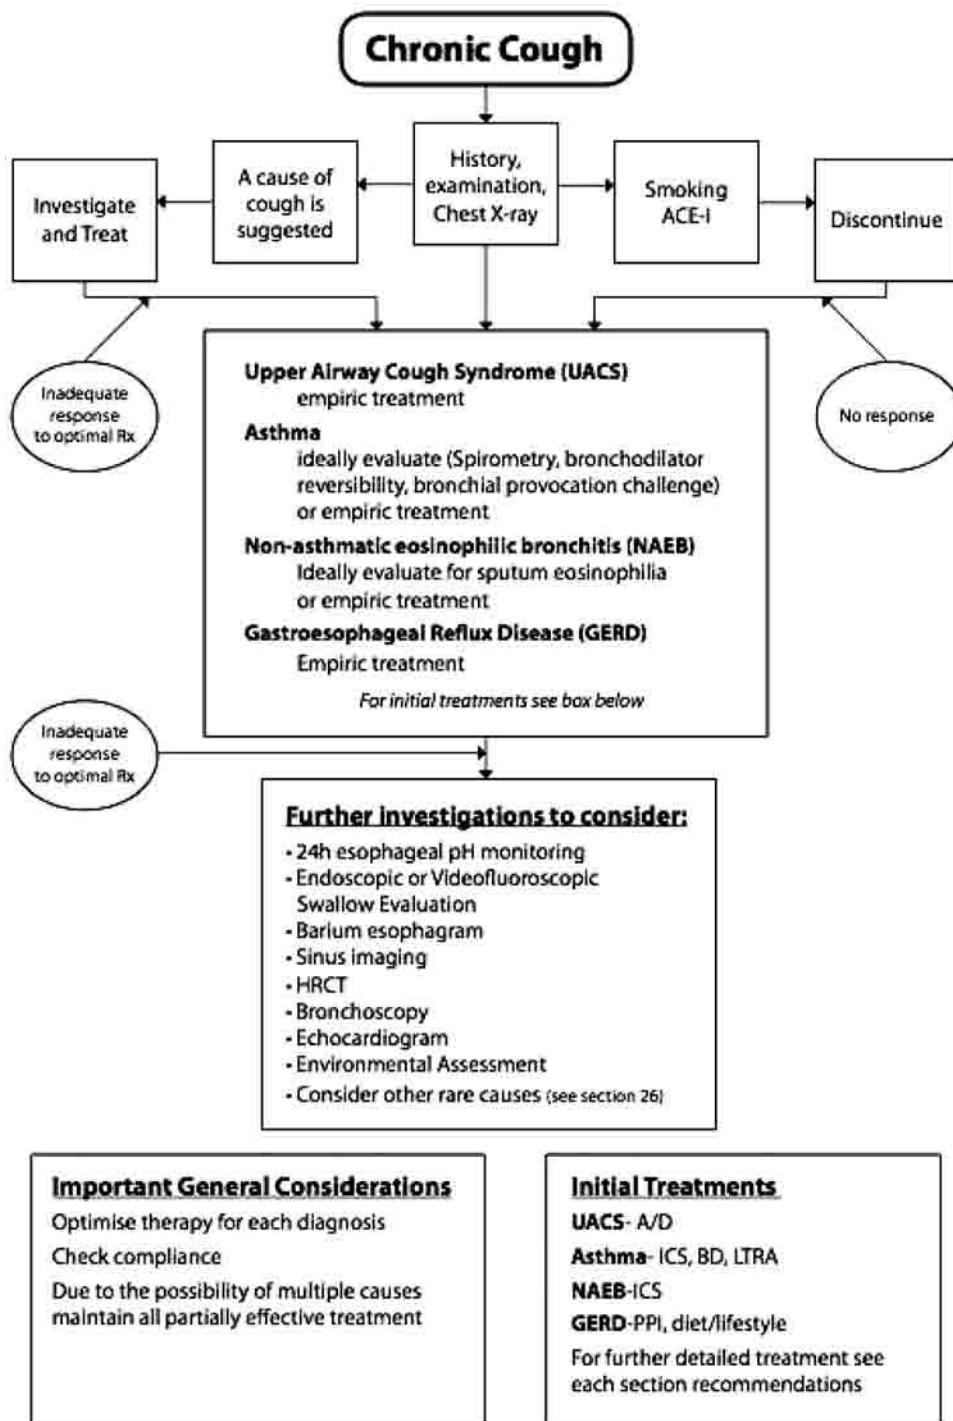 Chronic Cough
History,
examination,
Chest X-ray
A cause of
cough is
suggested
Investigate
and Treat
Smoking
ACE-I
Discontinue
Inadequate
response
to optimal Rx
No response
Upper Airway Cough Syndrome (UACS)
empiric treatment
Asthma
ideally evaluate (Spirometry, bronchodilator
reversibility, bronchial provocation challenge)
or empiric treatment
Non-asthmatic eosinophilic bronchitis (NAEB)
Ideally evaluate for sputum eosinophilia
or empiric treatment
Gastroesophageal Reflux Disease (GERD)
Empiric treatment
For initial treatments see box below
Inadequate
response
to optimal Rx
Further investigations to consider:
- 24h esophageal pH monitoring
- Endoscopic or Videofluoroscopic
Swallow Evaluation
- Barium esophagram
- Sinus imaging
- HRCT
- Bronchoscopy
- Echocardiogram
- Environmental Assessment
- Consider other rare causes (see section 26)
Important General Considerations
Optimise therapy for each diagnosis
Check compliance
Due to the possibility of multiple causes
maintain all partially effective treatment
Initial Treatments
UACS- A/D
Asthma- ICS, BD, LTRA
NAEB-ICS
GERD-PPI, diet/lifestyle
For further detailed treatment see
each section recommendations